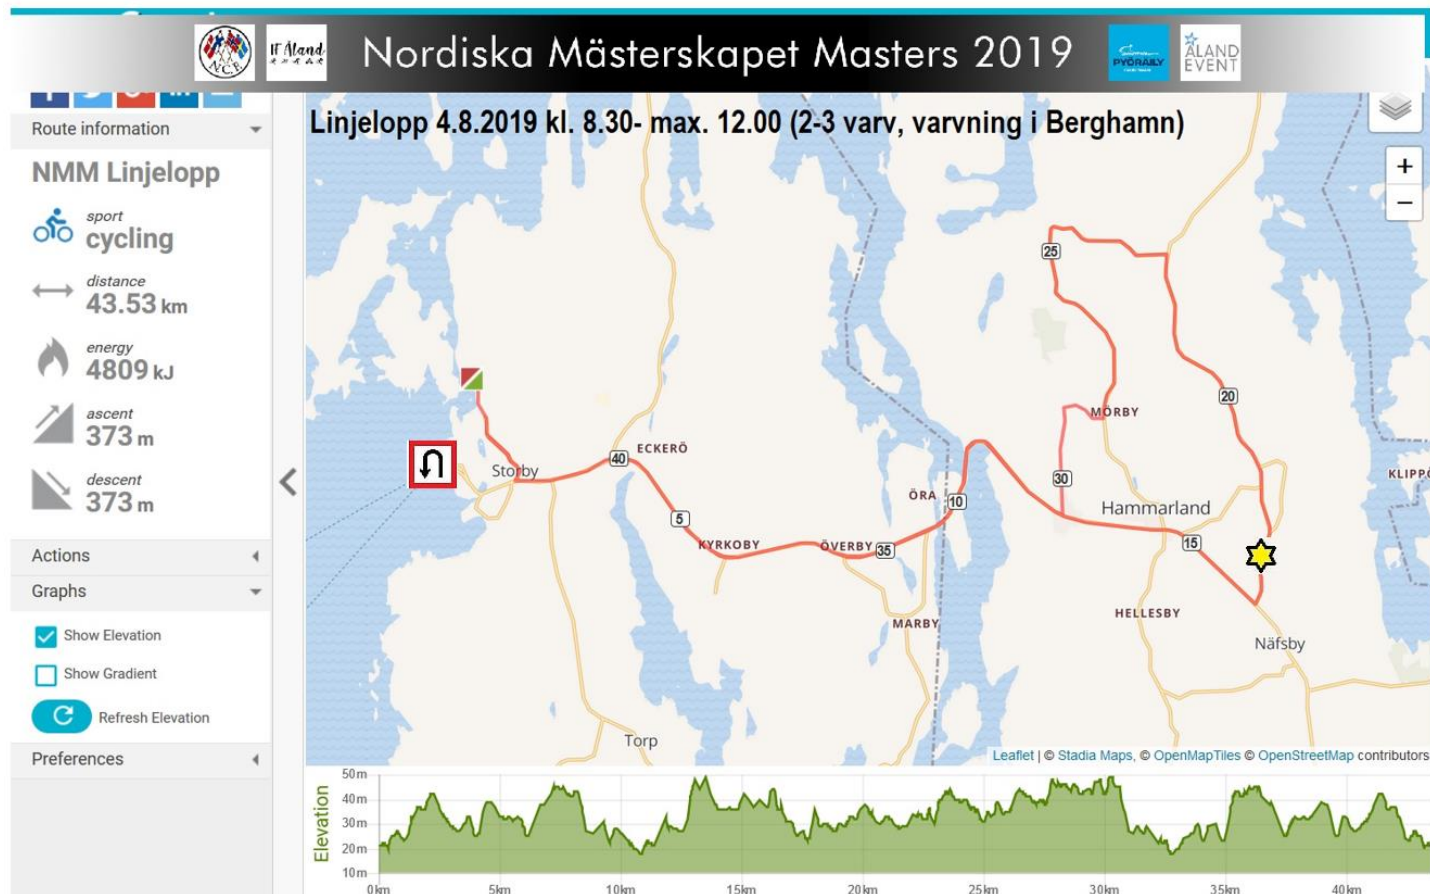 N.C.F.
IF Åland
Nordiska Mästerskapet Masters 2019
PYÖRÄILY
ÅLAND
EVENT
Route information
NMM Linjelopp
sport
cycling
distance
43.53 km
energy
4809 kJ
ascent
373 m
descent
373 m
Actions
Graphs
Show Elevation
Show Gradient
Refresh Elevation
Preferences
Linjelopp 4.8.2019 kl. 8.30- max. 12.00 (2-3 varv, varvning i Berghamn)
+
−
25
20
MÖRBY
ECKERÖ
40
Storby
KLIPPÖ
30
ÖRA
10
Hammarland
5
KYRKOBY
ÖVERBY
35
15
HELLESBY
MARBY
Näfsby
Torp
Leaflet | © Stadia Maps, © OpenMapTiles © OpenStreetMap contributors
Elevation
50m
40m
30m
20m
10m
0km
5km
10km
15km
20km
25km
30km
35km
40km